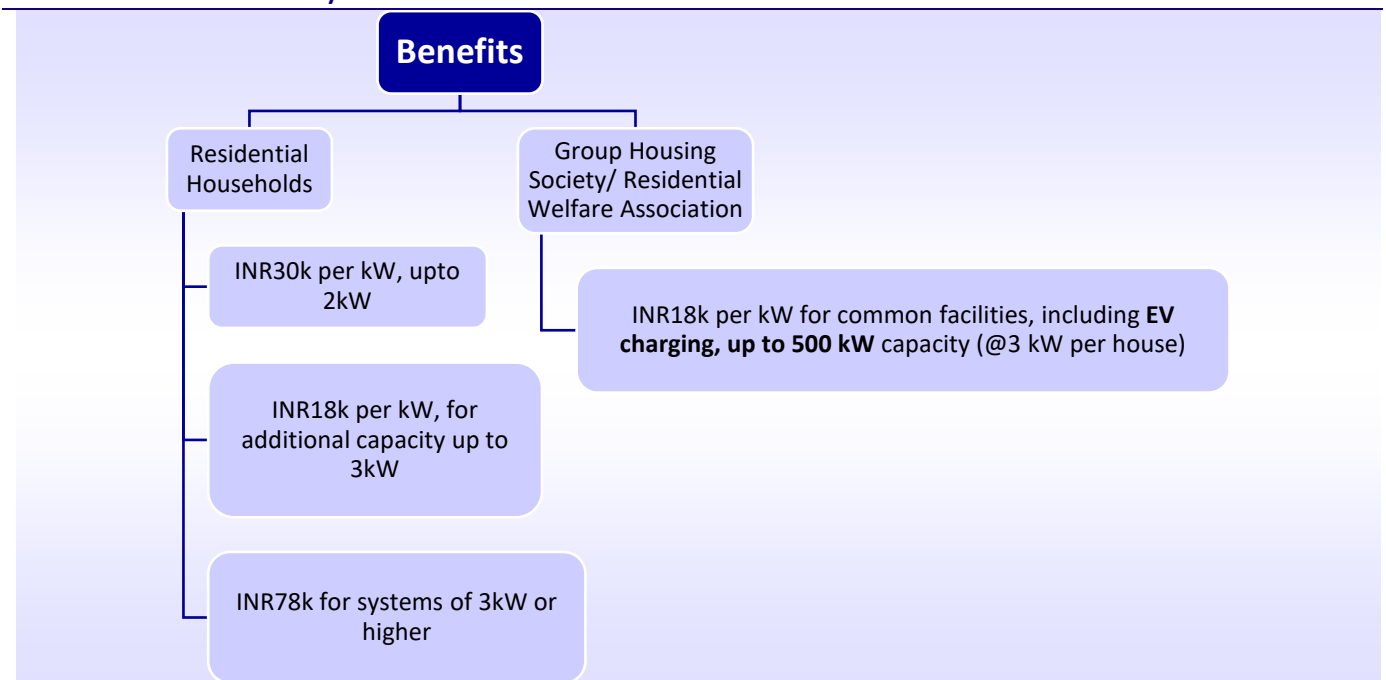 Benefits
Residential
Households
INR30k per kW, upto
2kW
INR18k per kW, for
additional capacity up to
3kW
INR78k for systems of 3kW or
higher
Group Housing
Society/ Residential
Welfare Association
INR18k per kW for common facilities, including EV
charging, up to 500 kW capacity (@3 kW per house)